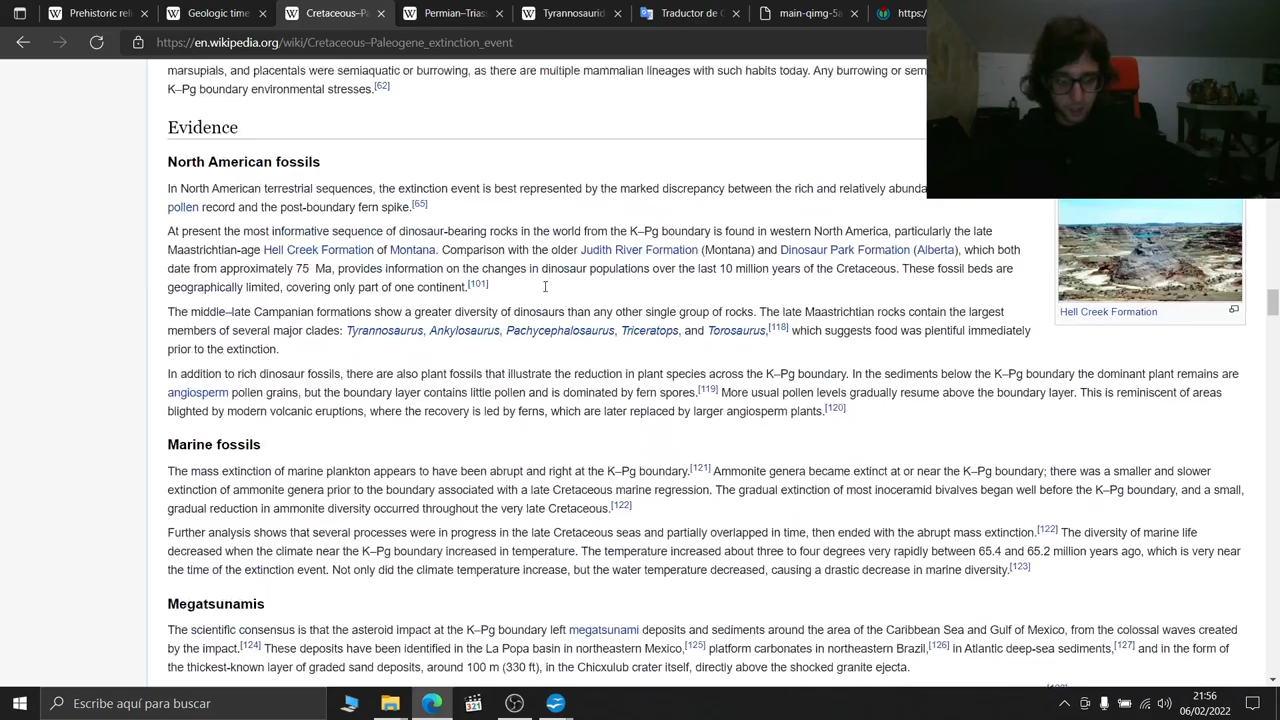 Prehistoric reli
Geologic time
Cretaceous–P
Permian–Trias
Tyrannosaurid
Traductor de G
main-qimg-5a
https:/
https://en.wikipedia.org/wiki/Cretaceous–Paleogene_extinction_event
marsupials, and placentals were semiaquatic or burrowing, as there are multiple mammalian lineages with such habits today. Any burrowing or sem
K–Pg boundary environmental stresses.[62]
Evidence
North American fossils
In North American terrestrial sequences, the extinction event is best represented by the marked discrepancy between the rich and relatively abunda
pollen record and the post-boundary fern spike.[65]
At present the most informative sequence of dinosaur-bearing rocks in the world from the K–Pg boundary is found in western North America, particularly the late
Maastrichtian-age Hell Creek Formation of Montana. Comparison with the older Judith River Formation (Montana) and Dinosaur Park Formation (Alberta), which both
date from approximately 75 Ma, provides information on the changes in dinosaur populations over the last 10 million years of the Cretaceous. These fossil beds are
geographically limited, covering only part of one continent.[101]
Hell Creek Formation
The middle–late Campanian formations show a greater diversity of dinosaurs than any other single group of rocks. The late Maastrichtian rocks contain the largest
members of several major clades: Tyrannosaurus, Ankylosaurus, Pachycephalosaurus, Triceratops, and Torosaurus,[118] which suggests food was plentiful immediately
prior to the extinction.
In addition to rich dinosaur fossils, there are also plant fossils that illustrate the reduction in plant species across the K–Pg boundary. In the sediments below the K–Pg boundary the dominant plant remains are
angiosperm pollen grains, but the boundary layer contains little pollen and is dominated by fern spores.[119] More usual pollen levels gradually resume above the boundary layer. This is reminiscent of areas
blighted by modern volcanic eruptions, where the recovery is led by ferns, which are later replaced by larger angiosperm plants.[120]
Marine fossils
The mass extinction of marine plankton appears to have been abrupt and right at the K–Pg boundary.[121] Ammonite genera became extinct at or near the K–Pg boundary; there was a smaller and slower
extinction of ammonite genera prior to the boundary associated with a late Cretaceous marine regression. The gradual extinction of most inoceramid bivalves began well before the K–Pg boundary, and a small,
gradual reduction in ammonite diversity occurred throughout the very late Cretaceous.[122]
Further analysis shows that several processes were in progress in the late Cretaceous seas and partially overlapped in time, then ended with the abrupt mass extinction.[122] The diversity of marine life
decreased when the climate near the K–Pg boundary increased in temperature. The temperature increased about three to four degrees very rapidly between 65.4 and 65.2 million years ago, which is very near
the time of the extinction event. Not only did the climate temperature increase, but the water temperature decreased, causing a drastic decrease in marine diversity.[123]
Megatsunamis
The scientific consensus is that the asteroid impact at the K–Pg boundary left megatsunami deposits and sediments around the area of the Caribbean Sea and Gulf of Mexico, from the colossal waves created
by the impact.[124] These deposits have been identified in the La Popa basin in northeastern Mexico,[125] platform carbonates in northeastern Brazil,[126] in Atlantic deep-sea sediments,[127] and in the form of
the thickest-known layer of graded sand deposits, around 100 m (330 ft), in the Chicxulub crater itself, directly above the shocked granite ejecta.
Escribe aquí para buscar
321
21:56
06/02/2022